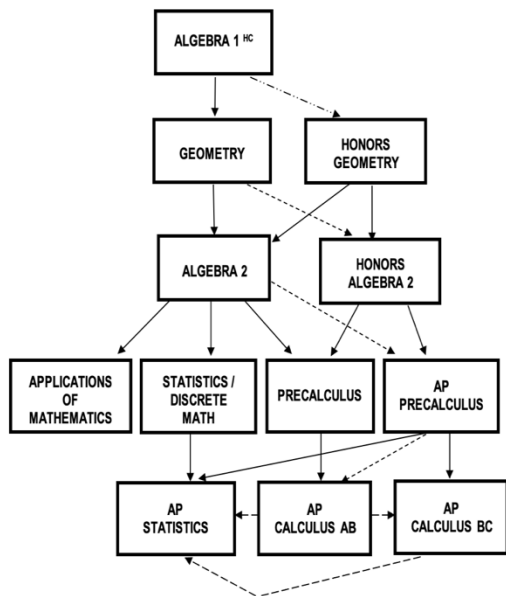 ALGEBRA 1 HC
GEOMETRY
HONORS
GEOMETRY
ALGEBRA 2
HONORS
ALGEBRA 2
APPLICATIONS
OF
MATHEMATICS
STATISTICS /
DISCRETE
MATH
PRECALCULUS
AP
PRECALCULUS
AP
STATISTICS
AP
CALCULUS AB
AP
CALCULUS BC